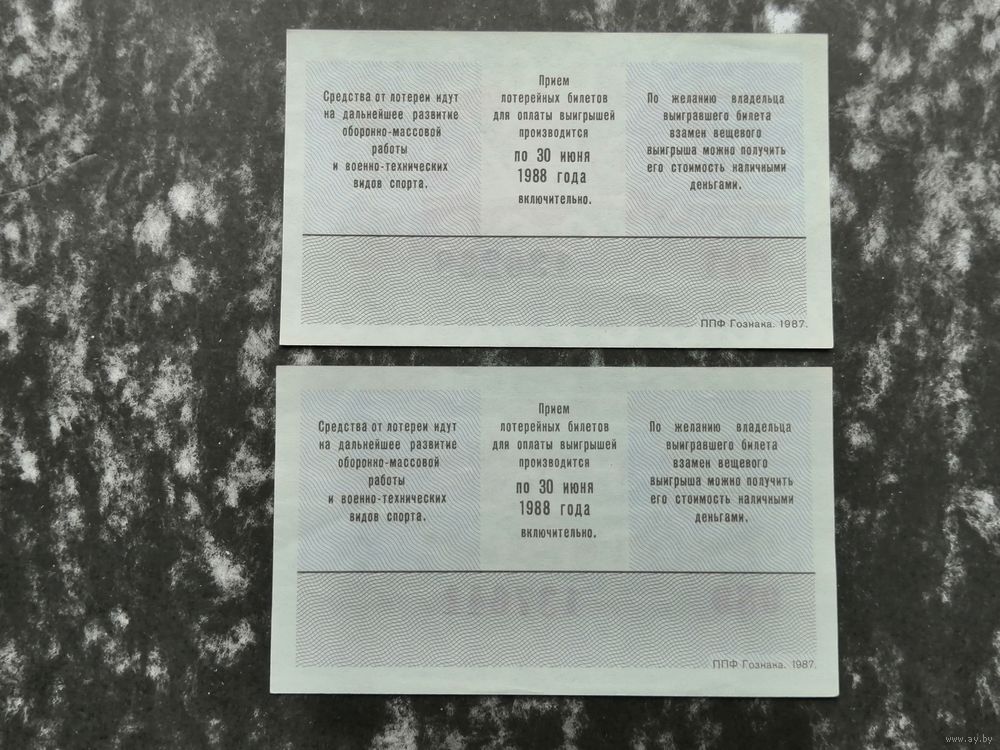 Средства от лотереи идут
на дальнейшее развитие
оборонно-массовой
работы
и военно-технических
видов спорта.
Прием
лотерейных билетов
для оплаты выигрышей
производится
по 30 июня
1988 года
включительно.
По желанию владельца
выигравшего билета
взамен вещевого
выигрыша можно получить
его стоимость наличными
деньгами.
ППФ Гознака. 1987.
Средства от лотереи идут
на дальнейшее развитие
оборонно-массовой
работы
и военно-технических
видов спорта.
Прием
лотерейных билетов
для оплаты выигрышей
производится
по 30 июня
1988 года
включительно.
По желанию владельца
выигравшего билета
взамен вещевого
выигрыша можно получить
его стоимость наличными
деньгами.
ППФ Гознака. 1987.
www.ay.by